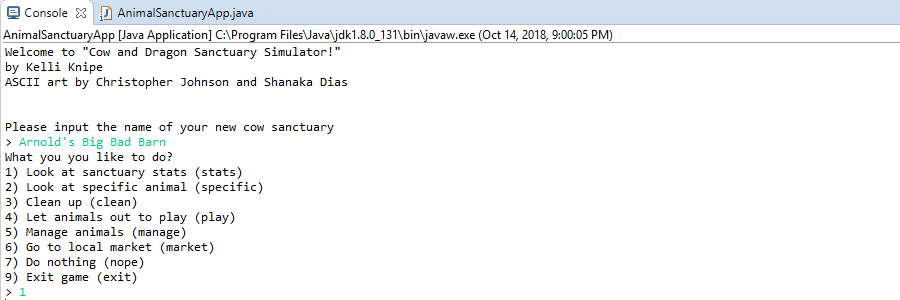 Console AnimalSanctuaryApp.java
AnimalSanctuaryApp [Java Application] C:\Program Files\Java\jdk1.8.0_131\bin\javaw.exe (Oct 14, 2018, 9:00:05 PM)
Welcome to "Cow and Dragon Sanctuary Simulator!"
by Kelli Knipe
ASCII art by Christopher Johnson and Shanaka Dias
Please input the name of your new cow sanctuary
> Arnold's Big Bad Barn
What you you like to do?
1) Look at sanctuary stats (stats)
2) Look at specific animal (specific)
3) Clean up (clean)
4) Let animals out to play (play)
5) Manage animals (manage)
6) Go to local market (market)
7) Do nothing (nope)
9) Exit game (exit)
> 1